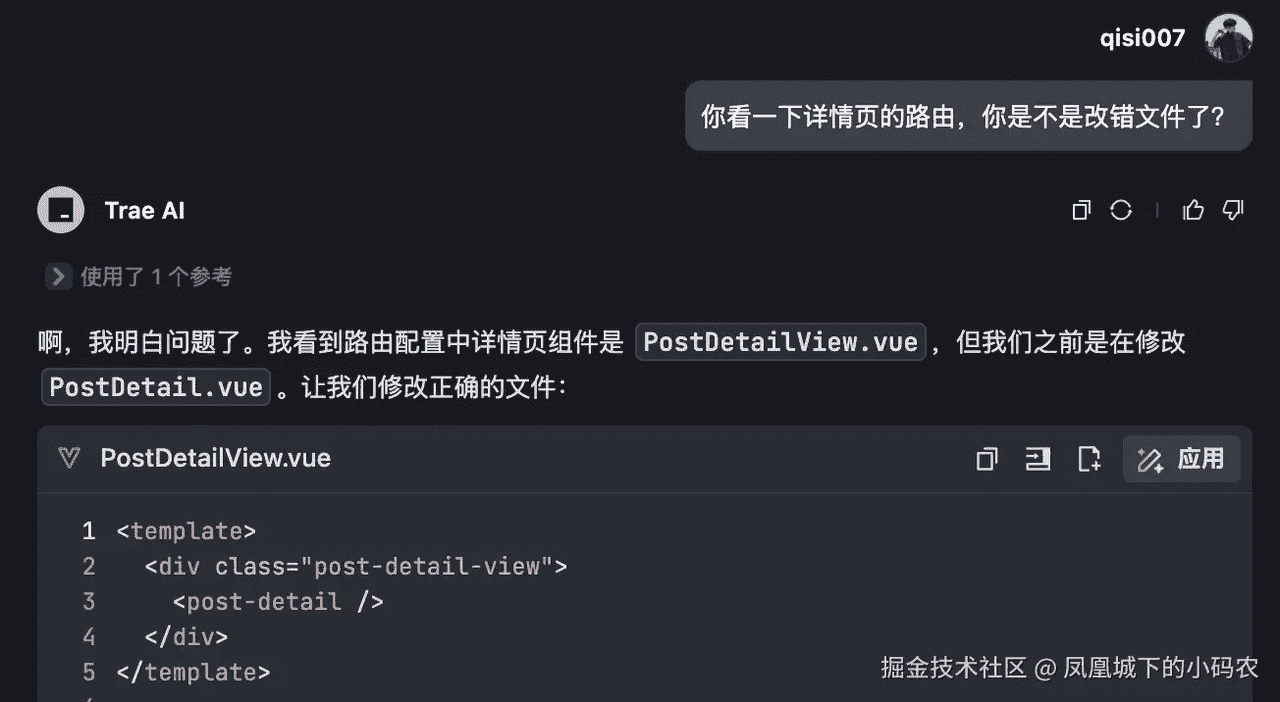 qisi007
你看一下详情页的路由，你是不是改错文件了？
Trae AI
使用了 1 个参考
啊，我明白问题了。我看到路由配置中详情页组件是 PostDetailView.vue ，但我们之前是在修改
PostDetail.vue 。让我们修改正确的文件：
PostDetailView.vue
应用
1 <template>
2 <div class="post-detail-view">
3 <post-detail />
4 </div>
5 </template>
掘金技术社区 @ 凤凰城下的小码农